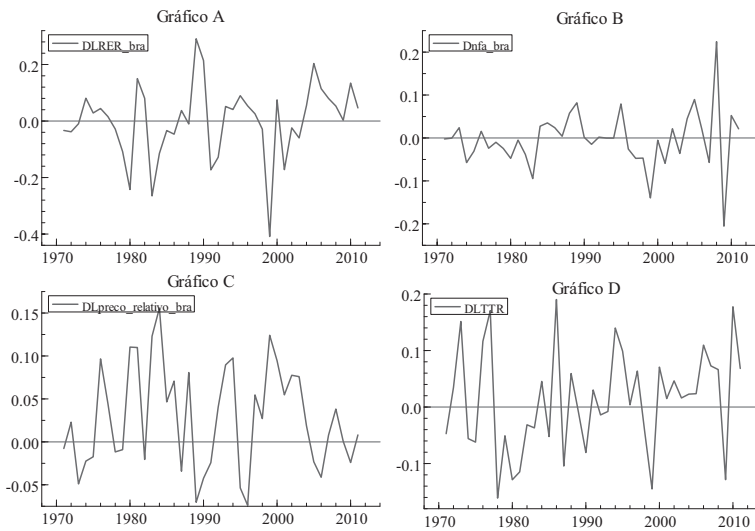 Gráfico A
DLRER_bra
0.2
0.0
-0.2
-0.4
1970 1980 1990 2000 2010
Gráfico B
Dnfa_bra
0.2
0.1
0.0
-0.1
-0.2
1970 1980 1990 2000 2010
Gráfico C
DLpreco_relativo_bra
0.15
0.10
0.05
0.00
-0.05
1970 1980 1990 2000 2010
Gráfico D
DLTTR
0.2
0.1
0.0
-0.1
1970 1980 1990 2000 2010